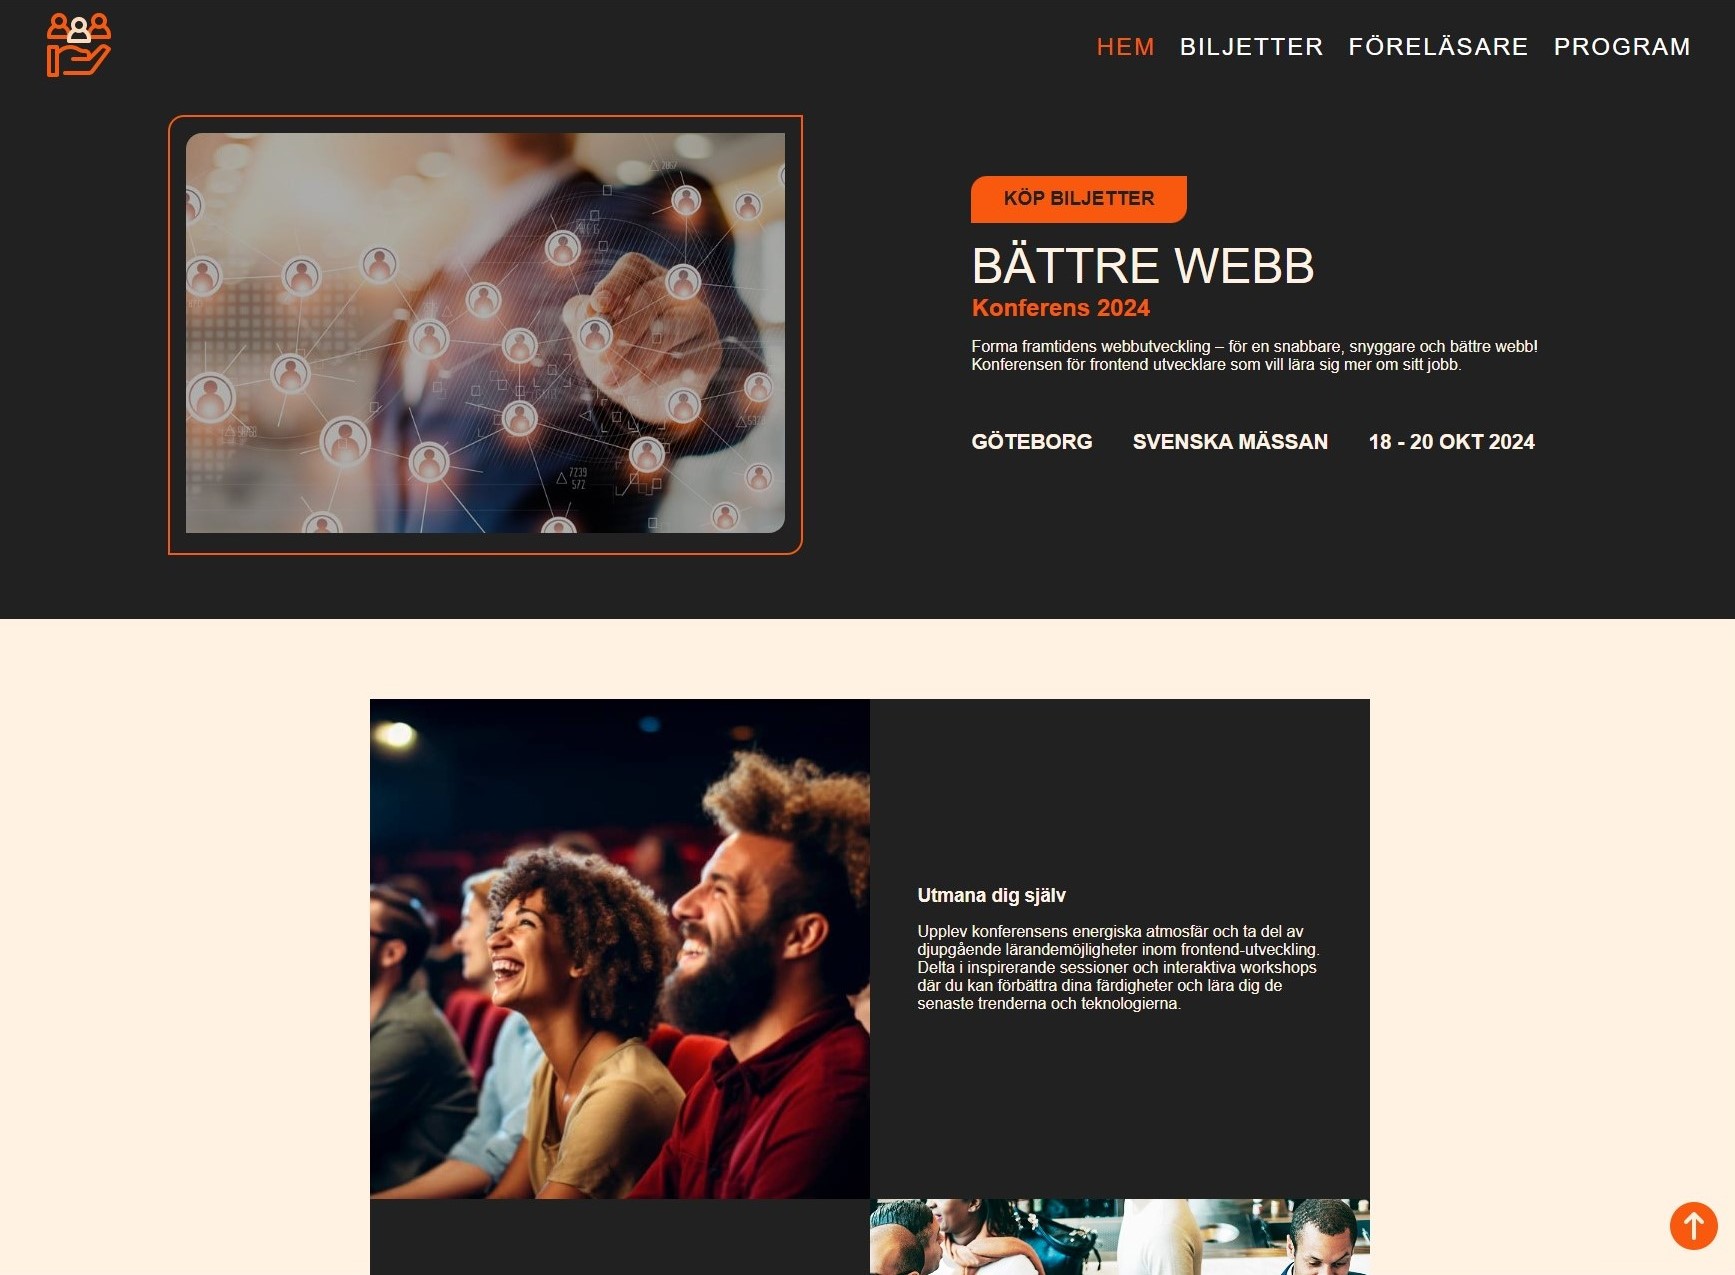 HEM BILJETTER FÖRELÄSARE PROGRAM
KÖP BILJETTER
BÄTTRE WEBB
Konferens 2024
Forma framtidens webbutveckling – för en snabbare, snyggare och bättre webb!
Konferensen för frontend utvecklare som vill lära sig mer om sitt jobb.
GÖTEBORG SVENSKA MÄSSAN 18 - 20 OKT 2024
7239
572
Utmana dig själv
Upplev konferensens energiska atmosfär och ta del av
djupgående lärandemöjligheter inom frontend-utveckling.
Delta i inspirerande sessioner och interaktiva workshops
där du kan förbättra dina färdigheter och lära dig de
senaste trenderna och teknologierna.